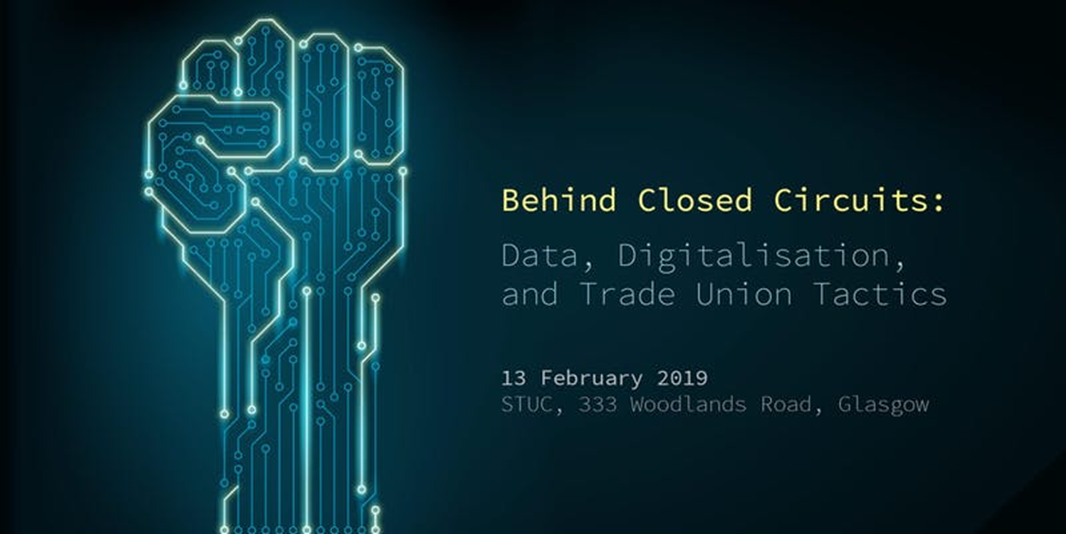 Behind Closed Circuits:
Data, Digitalisation,
and Trade Union Tactics
13 February 2019
STUC, 333 Woodlands Road, Glasgow